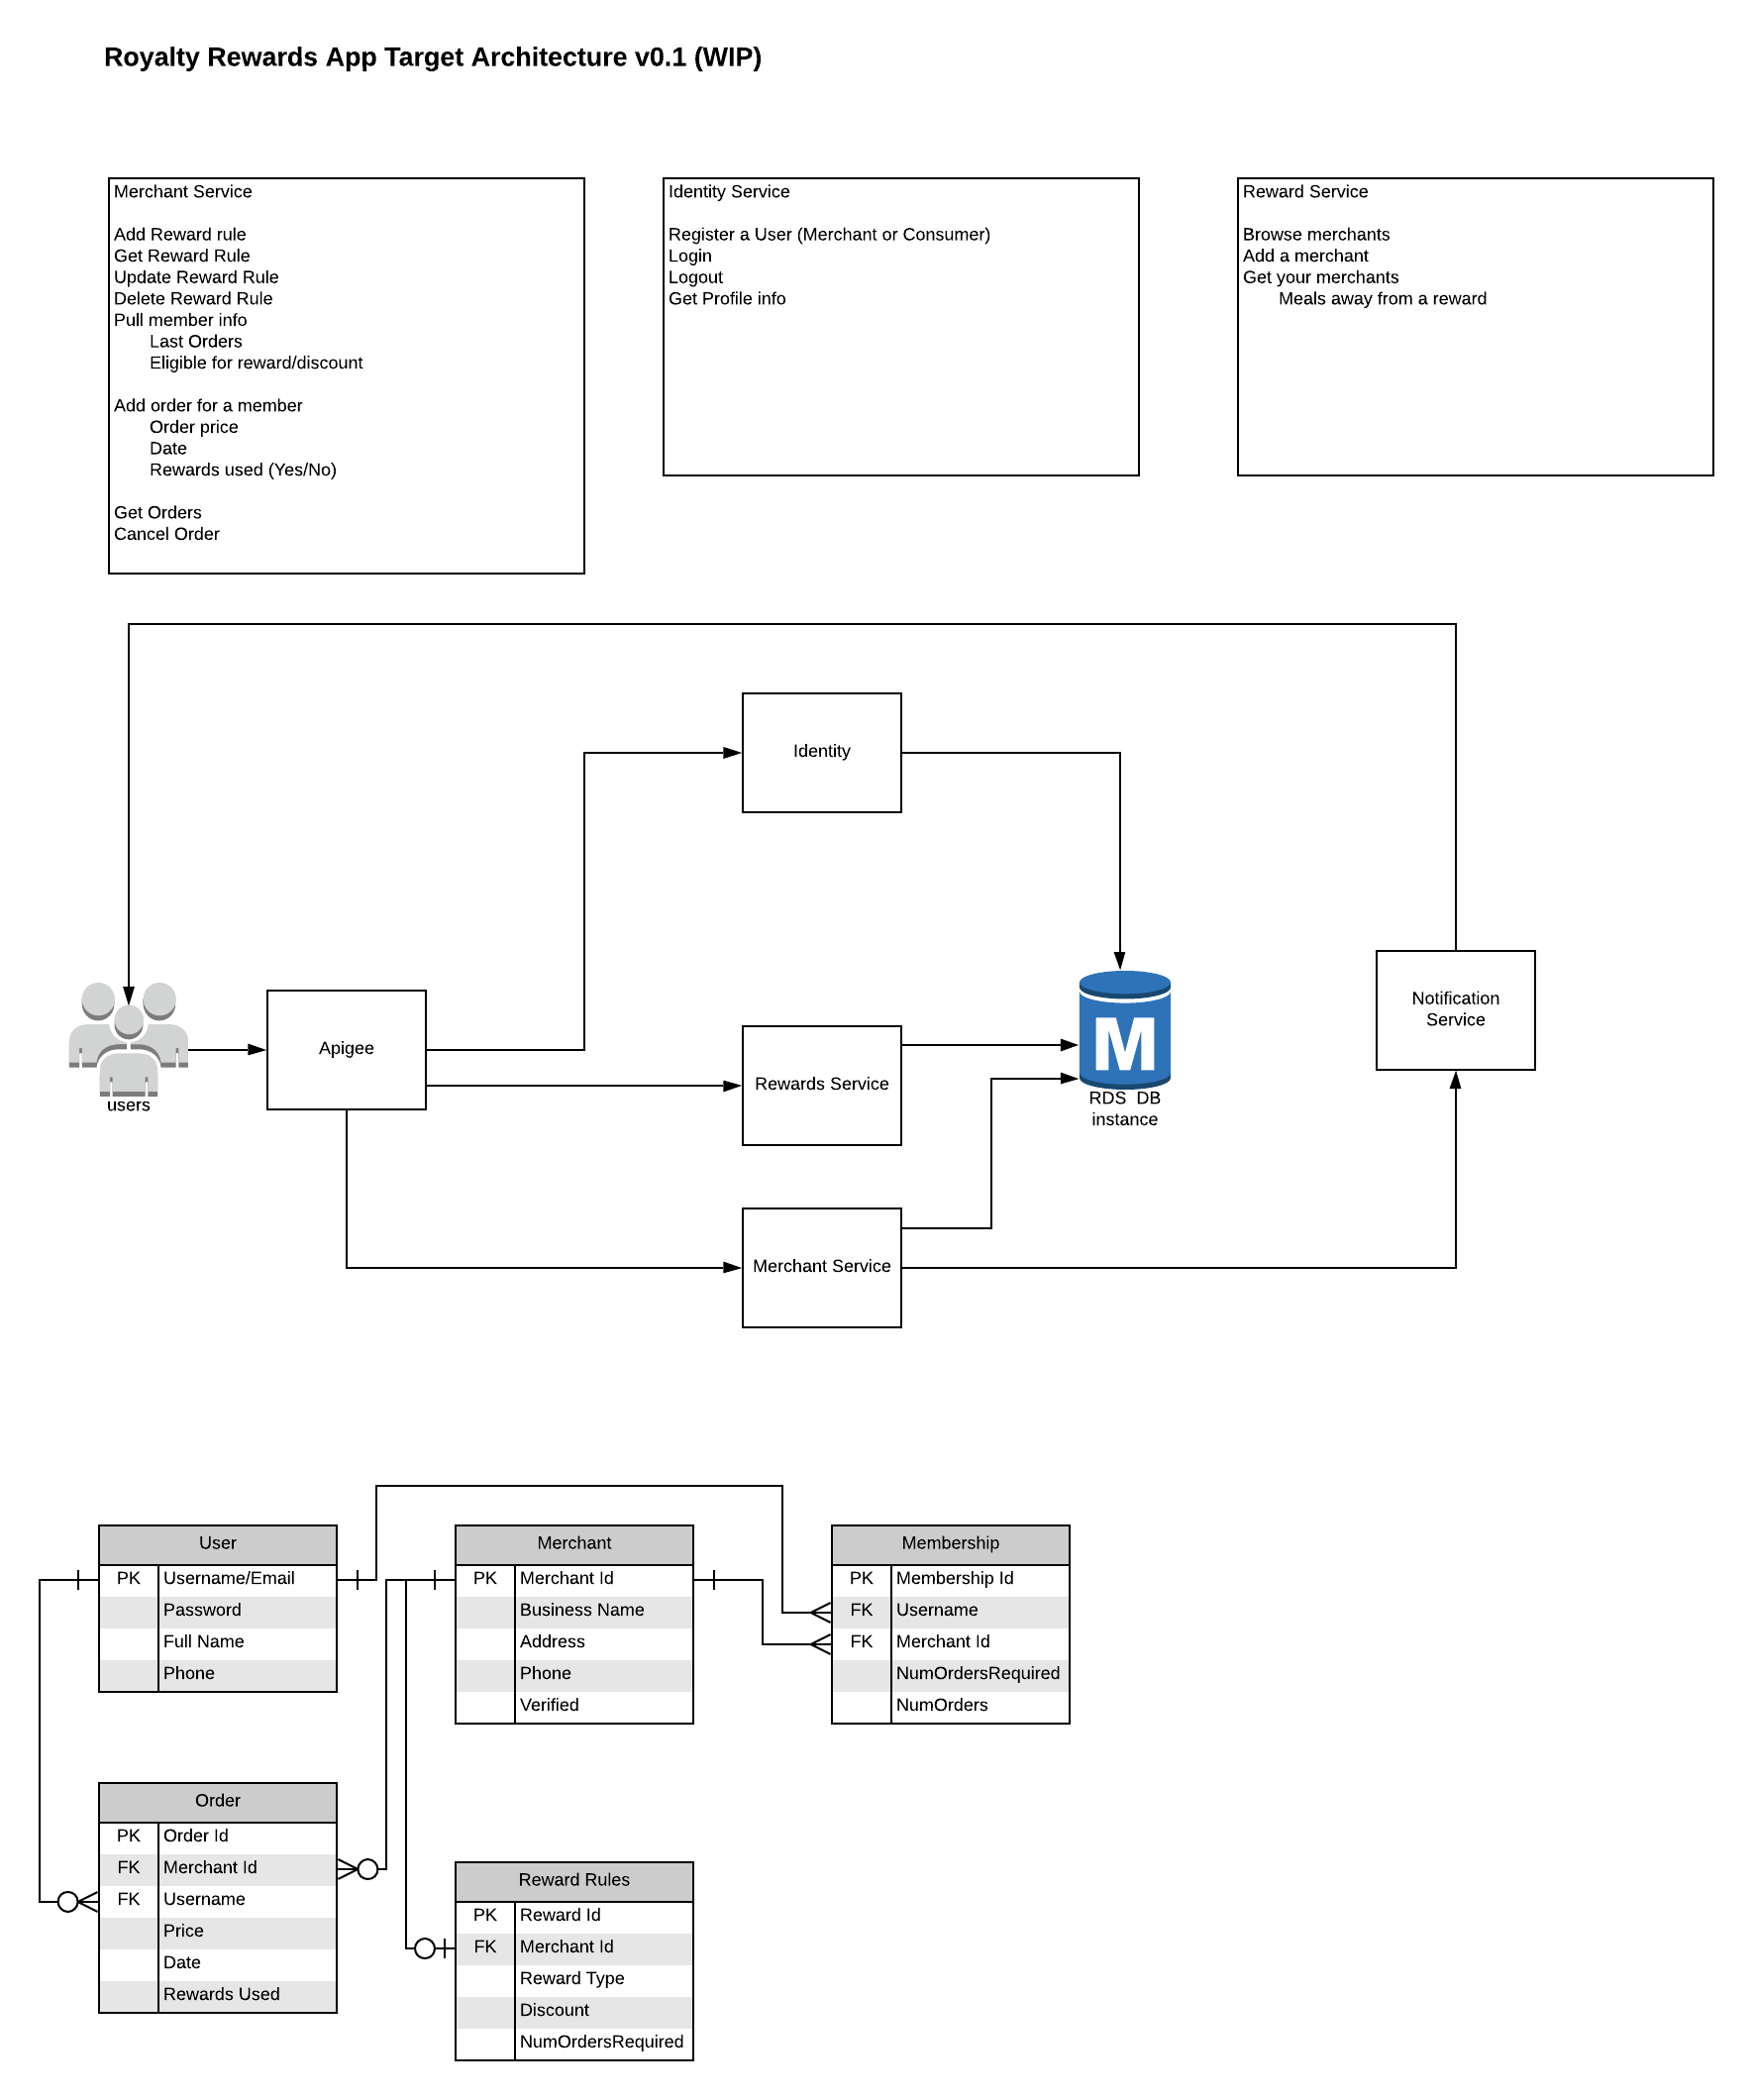 Royalty Rewards App Target Architecture v0.1 (WIP)
Merchant Service
Add Reward rule
Get Reward Rule
Update Reward Rule
Delete Reward Rule
Pull member info
Last Orders
Eligible for reward/discount
Add order for a member
Order price
Date
Rewards used (Yes/No)
Get Orders
Cancel Order
Identity Service
Register a User (Merchant or Consumer)
Login
Logout
Get Profile info
Reward Service
Browse merchants
Add a merchant
Get your merchants
Meals away from a reward
Identity
users
Apigee
Rewards Service
M
RDS DB
instance
Notification
Service
Merchant Service
User
PK Username/Email
Password
Full Name
Phone
Merchant
PK Merchant Id
Business Name
Address
Phone
Verified
Membership
PK Membership Id
FK Username
FK Merchant Id
NumOrdersRequired
NumOrders
Order
PK Order Id
FK Merchant Id
FK Username
Price
Date
Rewards Used
Reward Rules
PK Reward Id
FK Merchant Id
Reward Type
Discount
NumOrdersRequired